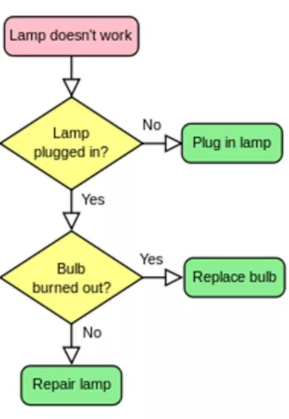 Lamp doesn't work
Lamp
plugged in?
No
Plug in lamp
Yes
Bulb
burned out?
Yes
Replace bulb
No
Repair lamp